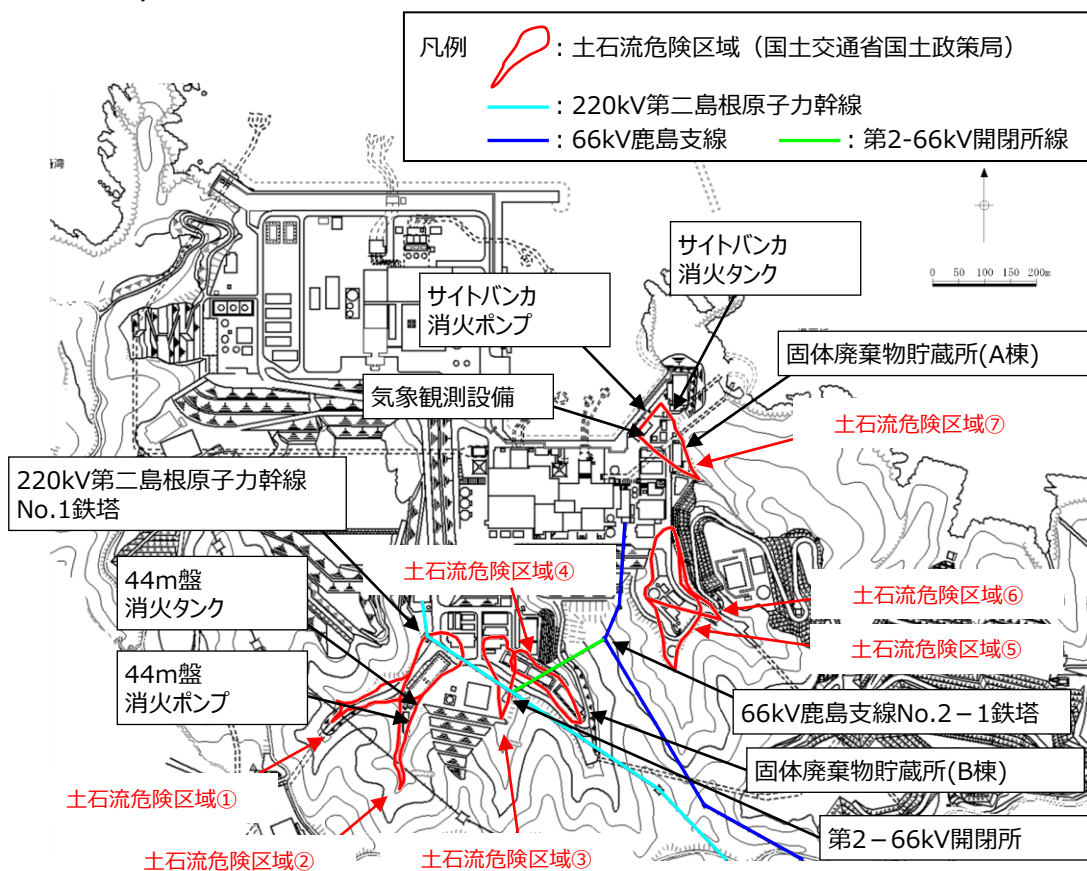 凡例
：土石流危険区域（国土交通省国土政策局）
：220kV第二島根原子力幹線
：66kV鹿島支線
：第2-66kV開閉所線
0 50 100 150 200m
サイトバンカ
消火タンク
サイトバンカ
消火ポンプ
固体廃棄物貯蔵所(A棟)
気象観測設備
土石流危険区域⑦
220kV第二島根原子力幹線
No.1鉄塔
土石流危険区域④
44m盤
消火タンク
土石流危険区域⑥
土石流危険区域⑤
44m盤
消火ポンプ
66kV鹿島支線No.2－1鉄塔
固体廃棄物貯蔵所(B棟)
土石流危険区域①
第2－66kV開閉所
土石流危険区域②
土石流危険区域③